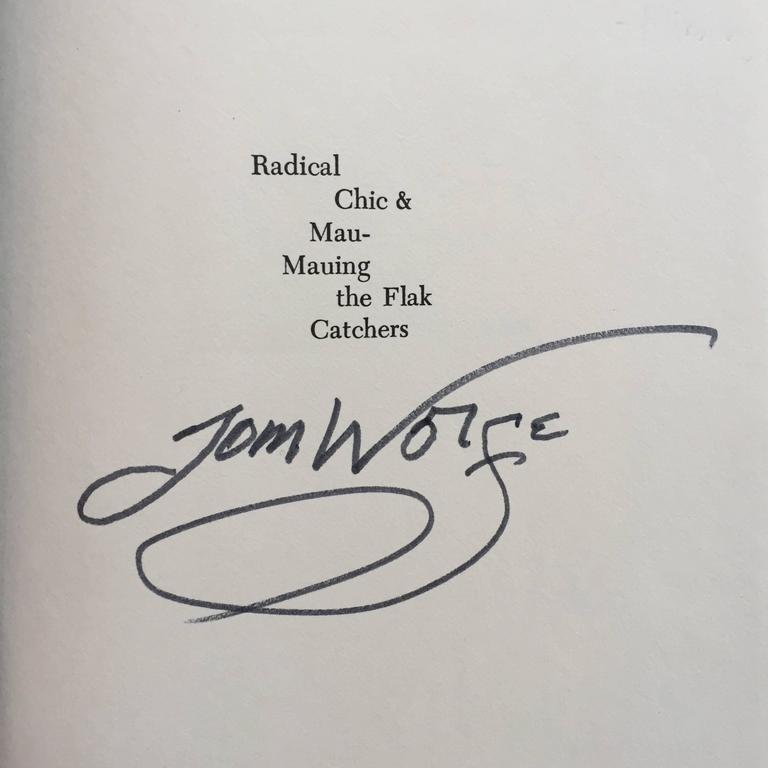 Radical
Chic &
Mau-
Mauing
the Flak
Catchers
Tom Wolfe